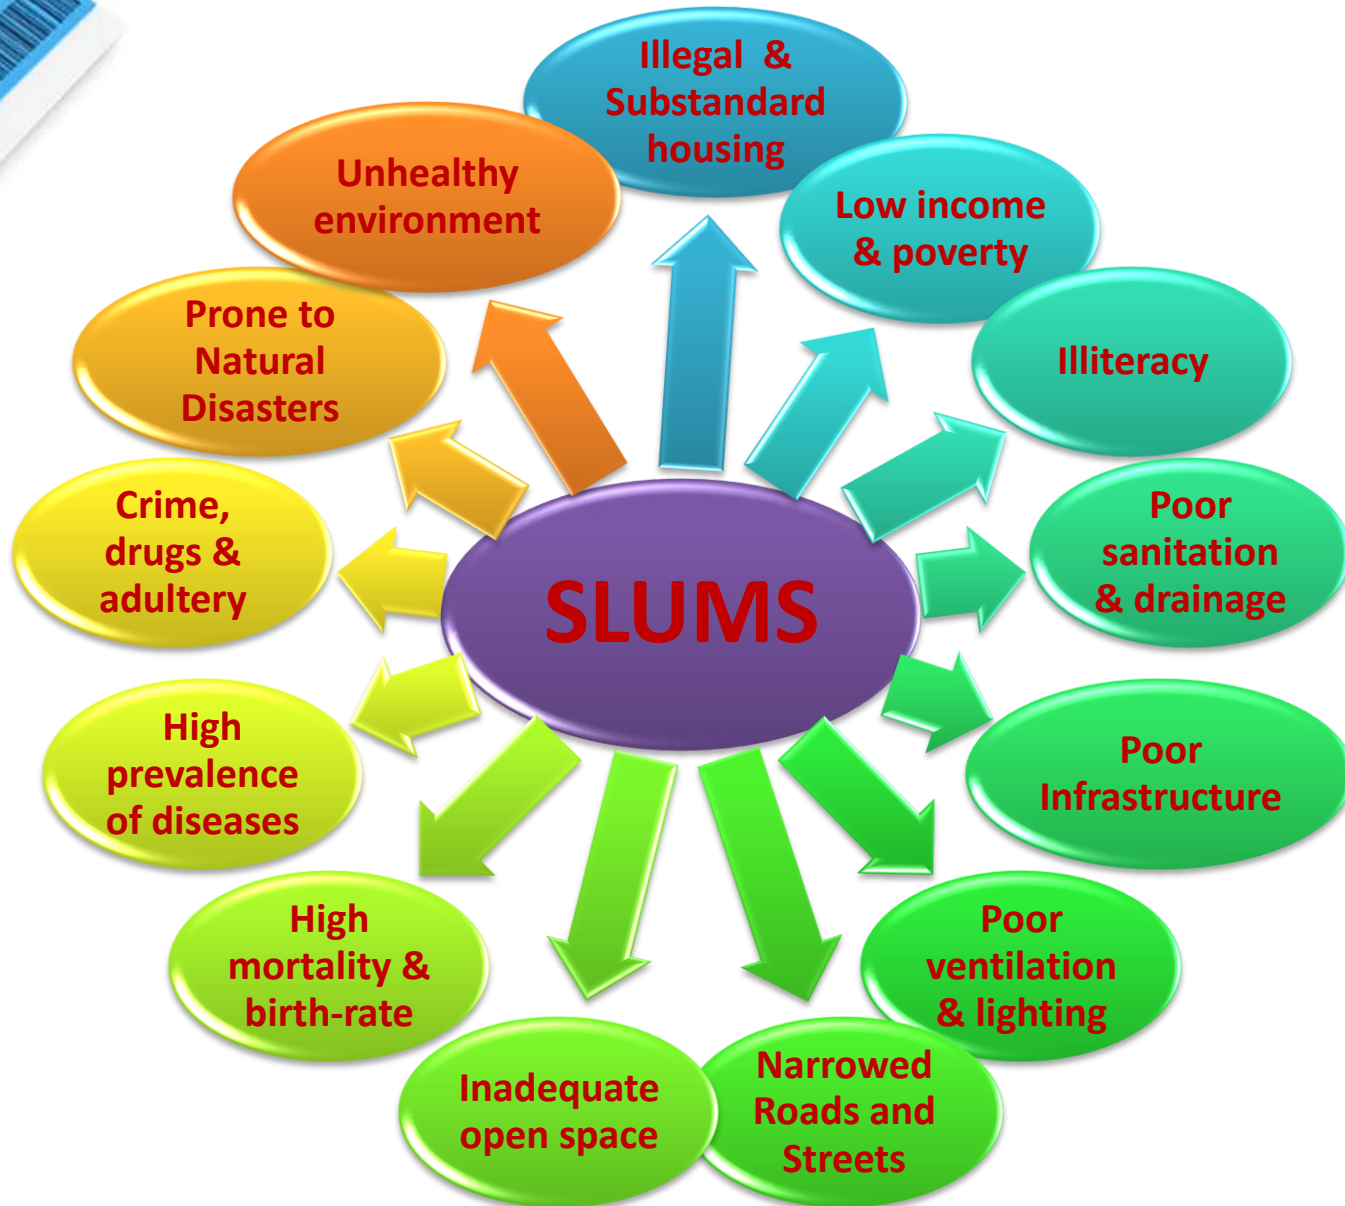 Illegal  &
Substandard
housing
Low income
& poverty
Illiteracy
Poor
sanitation
& drainage
Poor
Infrastructure
Poor
ventilation
& lighting
Narrowed
Roads and
Streets
Inadequate
open space
High
mortality &
birth-rate
High
prevalence
of diseases
Crime,
drugs &
adultery
Prone to
Natural
Disasters
Unhealthy
environment
SLUMS